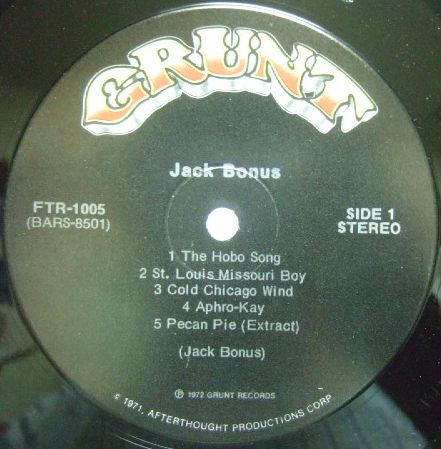 GRUNT
Jack Bonus
FTR-1005
(BARS-8501)
SIDE 1
STEREO
1 The Hobo Song
2 St. Louis Missouri Boy
3 Cold Chicago Wind
4 Aphro-Kay
5 Pecan Pie (Extract)
(Jack Bonus)
℗ 1972 GRUNT RECORDS
© 1971, AFTERTHOUGHT PRODUCTIONS CORP.